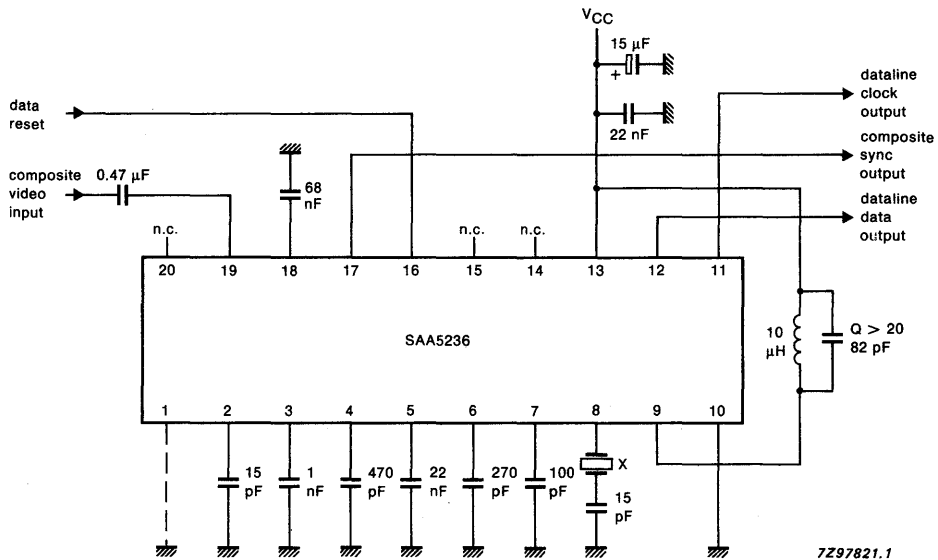 VCC
15 μF
+
22 nF
data
reset
dataline
clock
output
composite
sync
output
composite
video
input
0.47 μF
68
nF
dataline
data
output
n.c.
n.c.
n.c.
20 19 18 17 16 15 14 13 12 11
SAA5236
10
μH
Q > 20
82 pF
1 2 3 4 5 6 7 8 9 10
15
pF
1
nF
470
pF
22
nF
270
pF
100
pF
X
15
pF
7Z97821.1